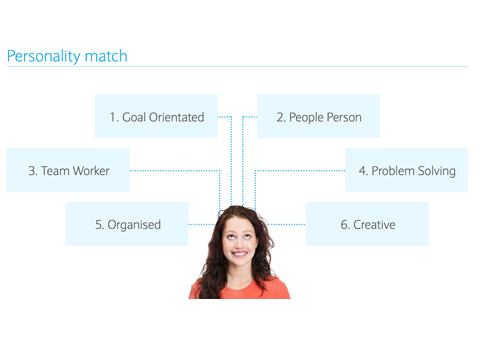 Personality match
1. Goal Orientated
2. People Person
3. Team Worker
4. Problem Solving
5. Organised
6. Creative